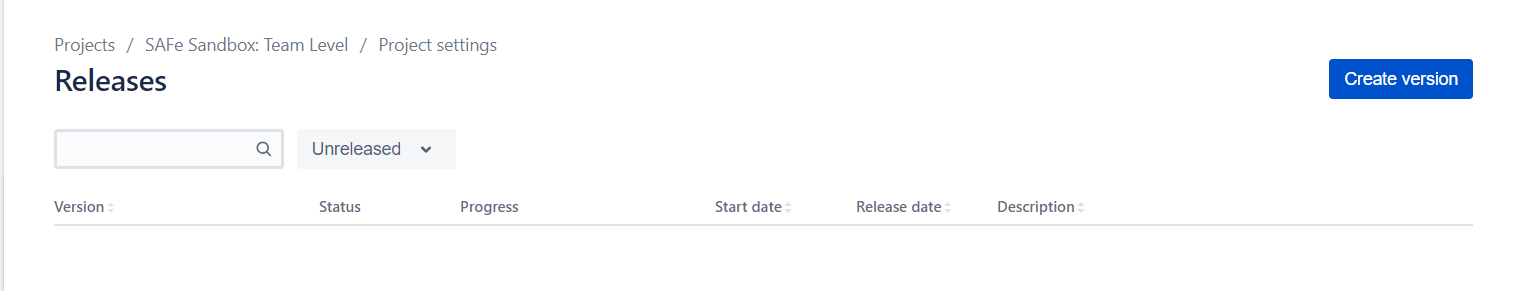 Projects / SAFe Sandbox: Team Level / Project settings
Releases
Create version
Unreleased
Version Status Progress Start date Release date Description